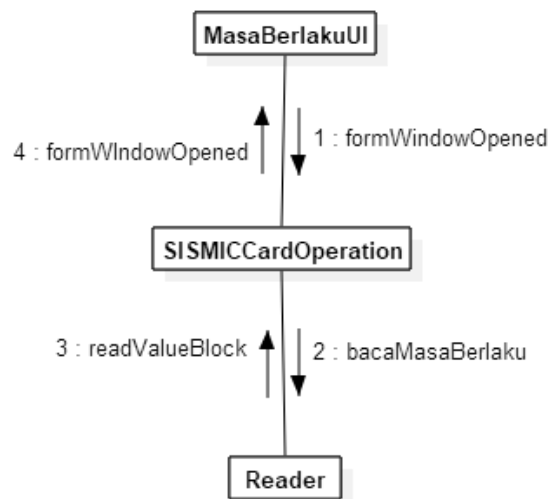 MasaBerlakuUI
1 : formWindowOpened
4 : formWIndowOpened
SISMICCardOperation
3 : readValueBlock
2 : bacaMasaBerlaku
Reader